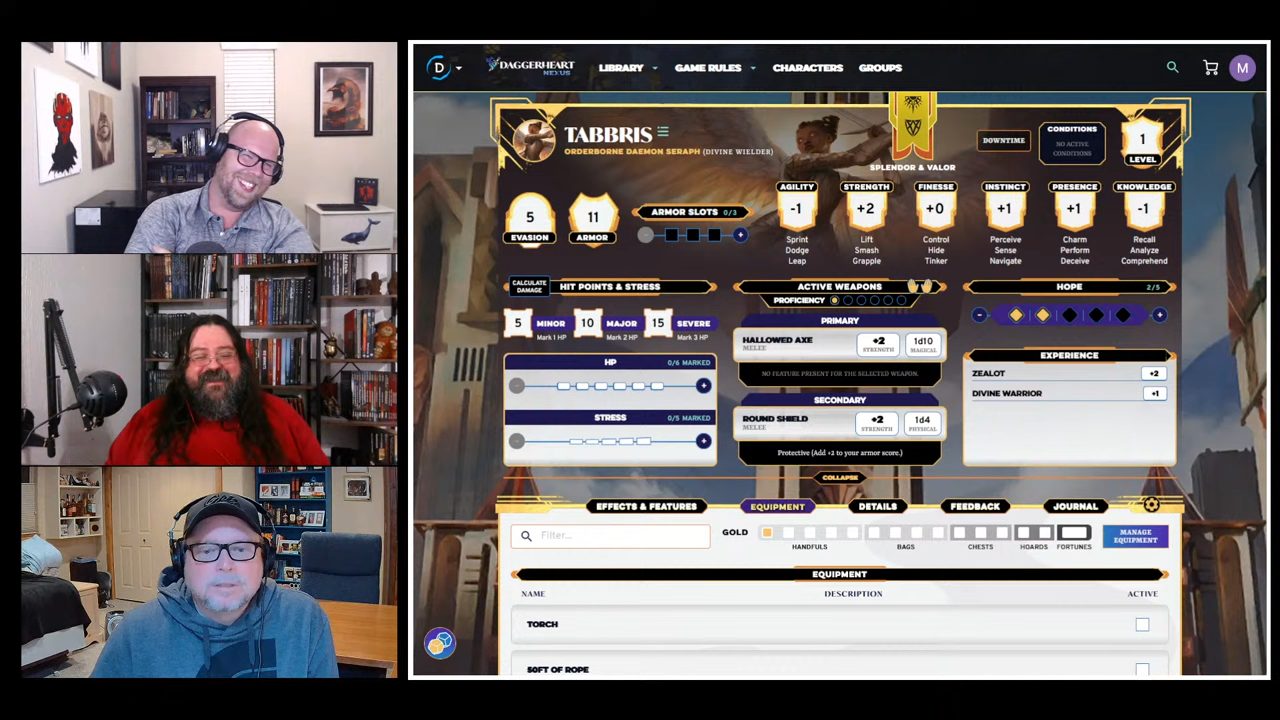 D
DAGGERHEART
NEXUS
LIBRARY
GAME RULES
CHARACTERS
GROUPS
M
TABBRIS
ORDERBORNE DAEMON SERAPH (DIVINE WIELDER)
SPLENDOR & VALOR
DOWNTIME
CONDITIONS
NO ACTIVE
CONDITIONS
1
LEVEL
5
EVASION
11
ARMOR
ARMOR SLOTS 0/3
AGILITY
-1
Sprint
Dodge
Leap
STRENGTH
+2
Lift
Smash
Grapple
FINESSE
+0
Control
Hide
Tinker
INSTINCT
+1
Perceive
Sense
Navigate
PRESENCE
+1
Charm
Perform
Deceive
KNOWLEDGE
-1
Recall
Analyze
Comprehend
CALCULATE
DAMAGE
HIT POINTS & STRESS
5
MINOR
Mark 1 HP
10
MAJOR
Mark 2 HP
15
SEVERE
Mark 3 HP
HP
0/6 MARKED
STRESS
0/5 MARKED
ACTIVE WEAPONS
PROFICIENCY
PRIMARY
HALLOWED AXE
MELEE
+2
STRENGTH
1d10
MAGICAL
NO FEATURE PRESENT FOR THE SELECTED WEAPON.
SECONDARY
ROUND SHIELD
MELEE
+2
STRENGTH
1d4
PHYSICAL
Protective (Add +2 to your armor score.)
HOPE
2/5
EXPERIENCE
ZEALOT
+2
DIVINE WARRIOR
+1
COLLAPSE
EFFECTS & FEATURES
EQUIPMENT
DETAILS
FEEDBACK
JOURNAL
Filter...
GOLD
HANDFULS
BAGS
CHESTS
HOARDS
FORTUNES
MANAGE
EQUIPMENT
EQUIPMENT
NAME
DESCRIPTION
ACTIVE
TORCH
50FT OF ROPE